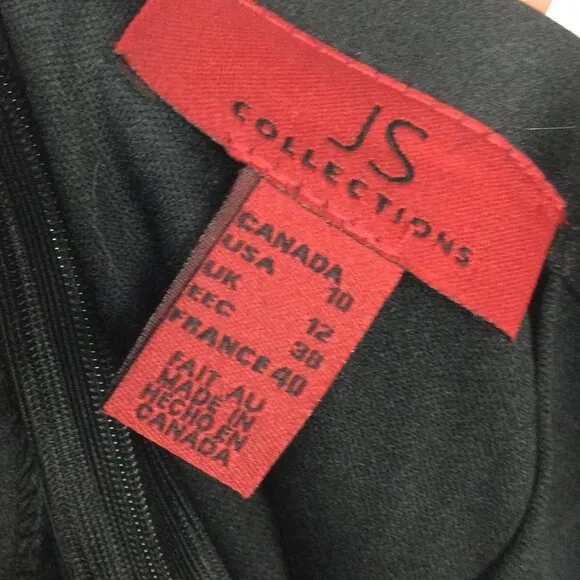 JS
COLLECTIONS
CANADA
USA 10
UK 12
EEC 38
FRANCE 40
FAIT AU
MADE IN
HECHO EN
CANADA